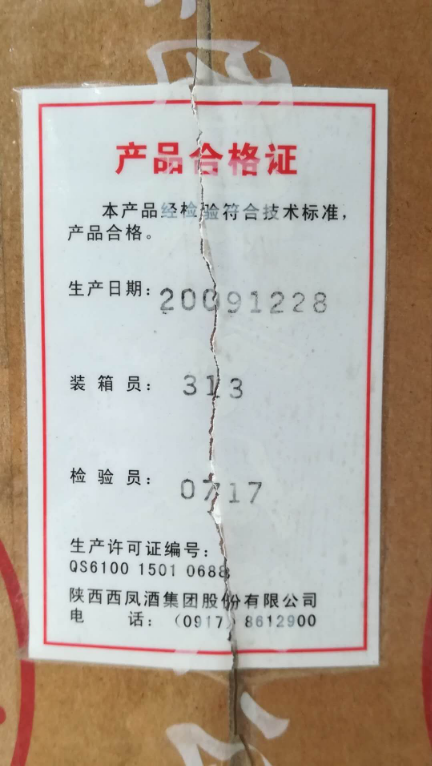 产品合格证
本产品经检验符合技术标准，
产品合格。
生产日期：20091228
装箱员：313
检验员：0717
生产许可证编号：
QS6100 1501 0688
陕西西凤酒集团股份有限公司
电 话：（0917）8612900